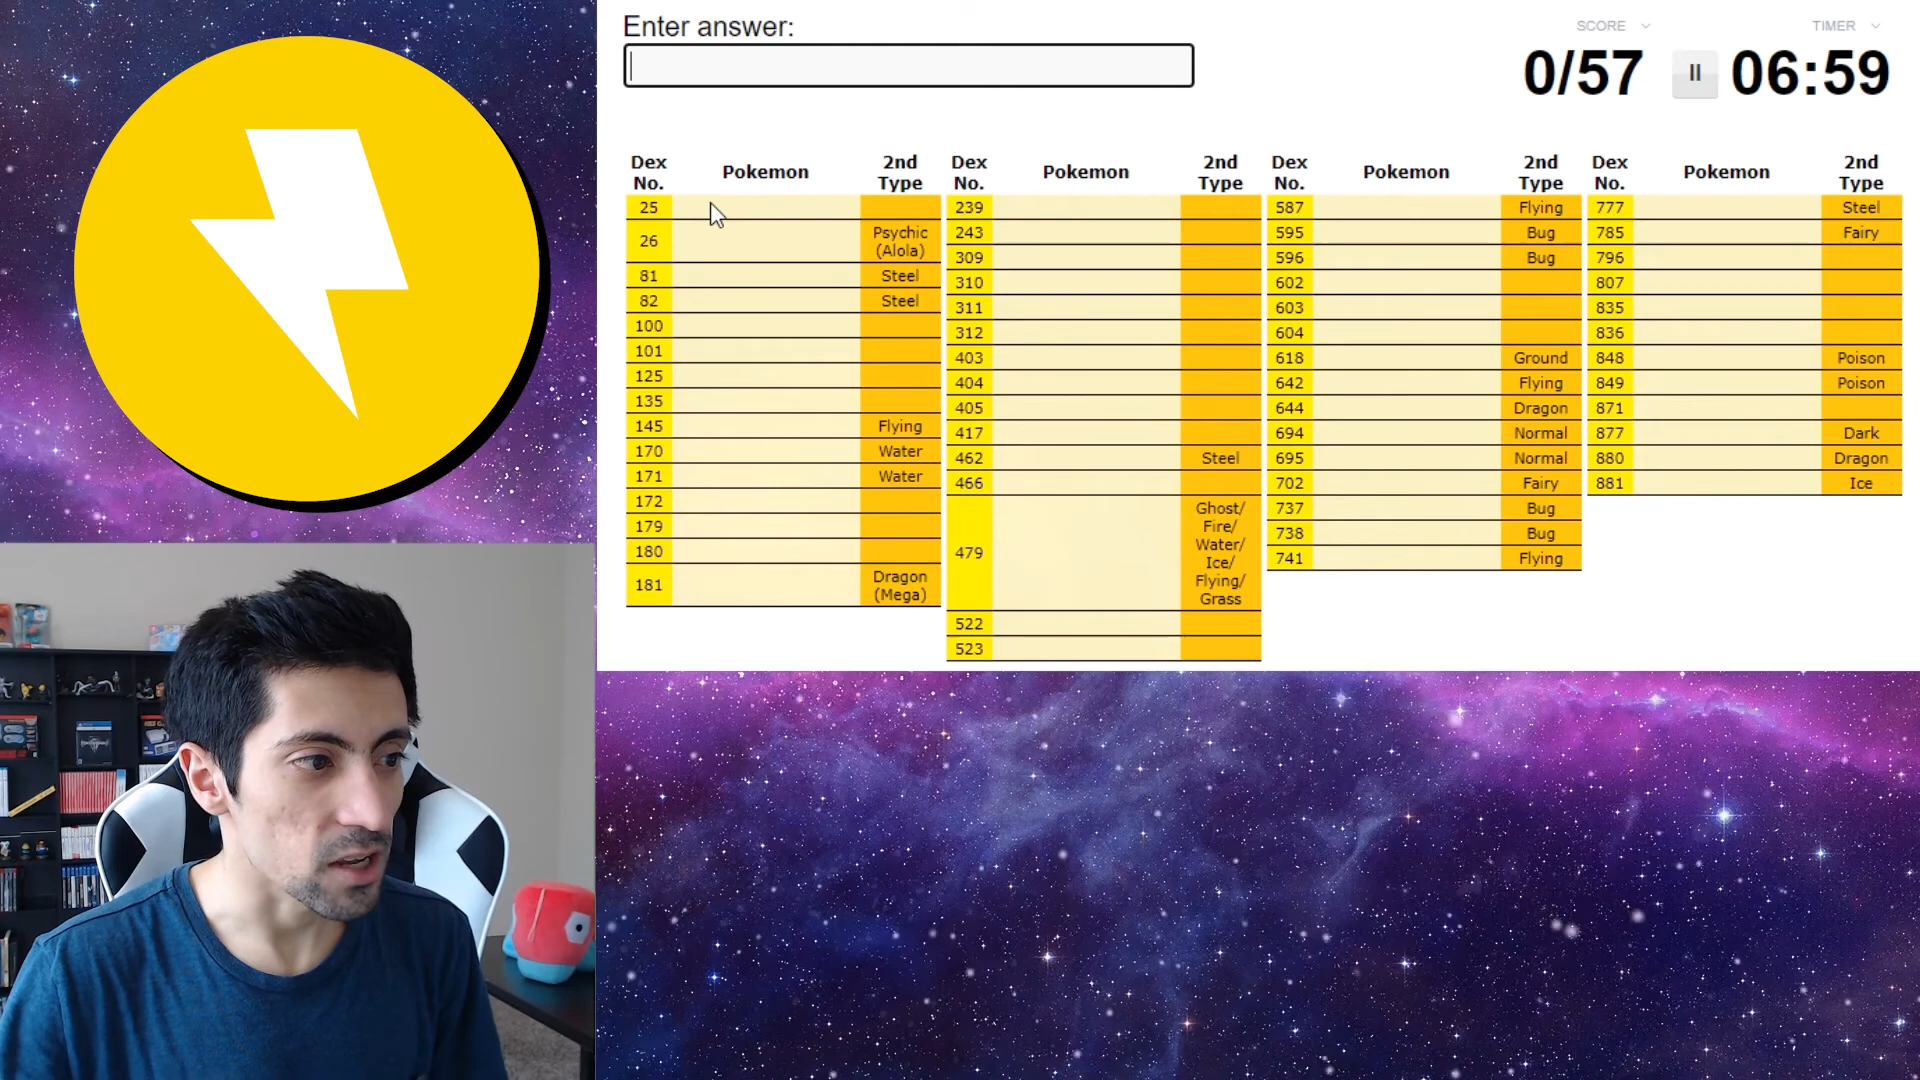 Enter answer:
SCORE
TIMER
0/57
06:59
Dex No. Pokemon 2nd Type
25
26 Psychic (Alola)
81 Steel
82 Steel
100
101
125
135
145 Flying
170 Water
171 Water
172
179
180
181 Dragon (Mega)
Dex No. Pokemon 2nd Type
239
243
309
310
311
312
403
404
405
417
462 Steel
466
479 Ghost/ Fire/ Water/ Ice/ Flying/ Grass
522
523
Dex No. Pokemon 2nd Type
587 Flying
595 Bug
596 Bug
602
603
604
618 Ground
642 Flying
644 Dragon
694 Normal
695 Normal
702 Fairy
737 Bug
738 Bug
741 Flying
Dex No. Pokemon 2nd Type
777 Steel
785 Fairy
796
807
835
836
848 Poison
849 Poison
871
877 Dark
880 Dragon
881 Ice